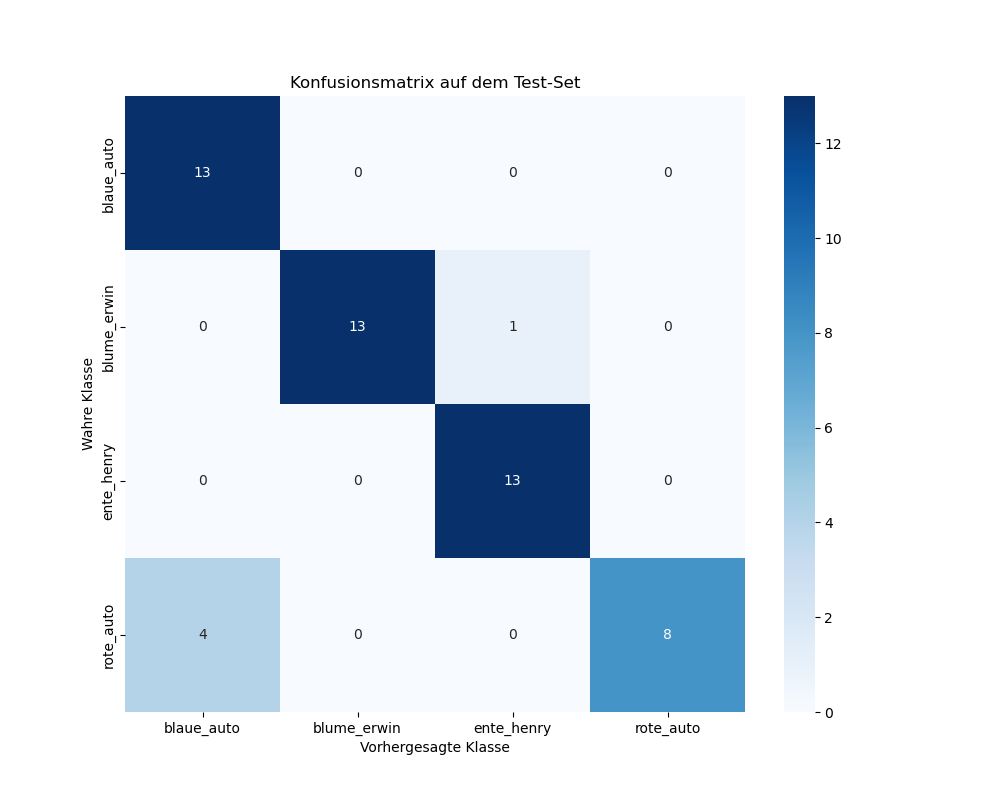 Konfusionsmatrix auf dem Test-Set
Wahre Klasse
blaue_auto
13 0 0 0
blume_erwin
0 13 1 0
ente_henry
0 0 13 0
rote_auto
4 0 0 8
blaue_auto blume_erwin ente_henry rote_auto
Vorhergesagte Klasse
12
10
8
6
4
2
0